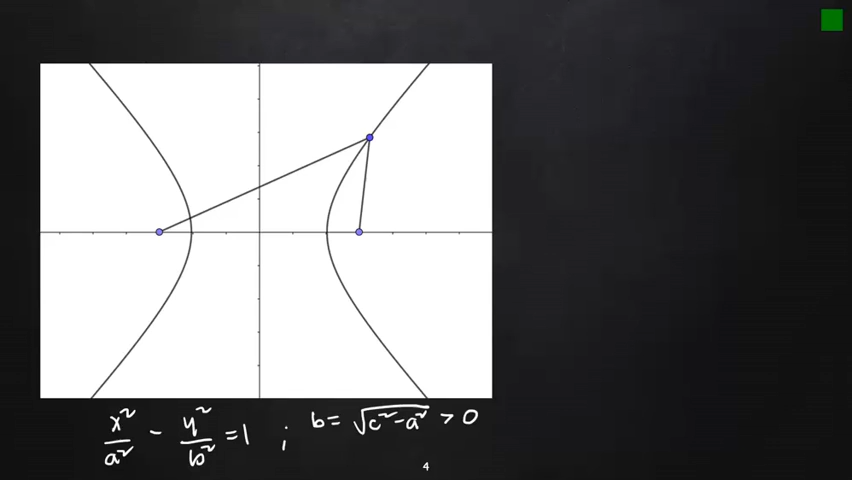 x²/a² - y²/b² = 1 ; b = √(c²-a²) > 0
4